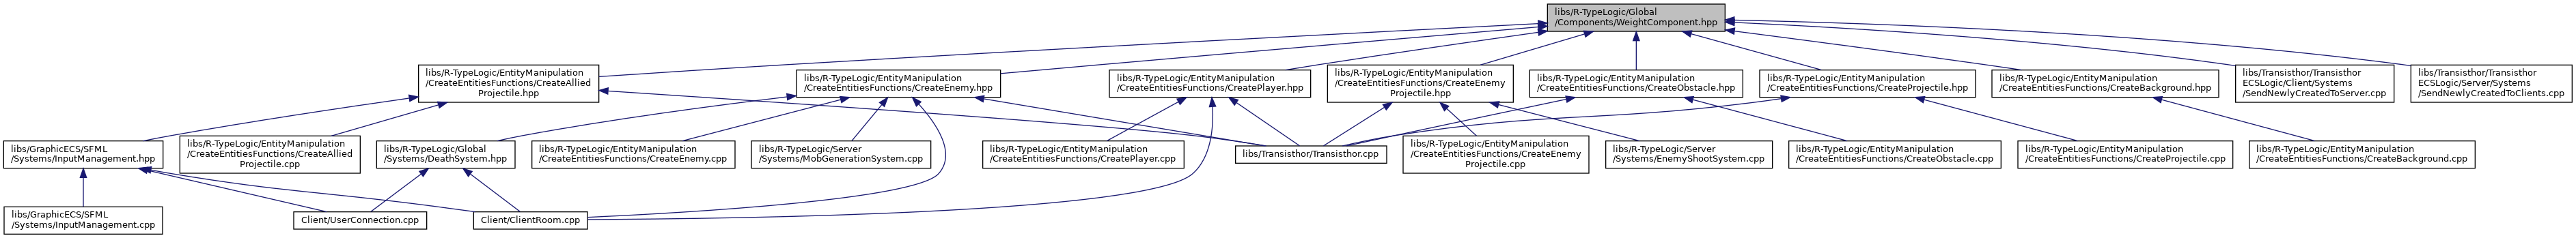 libs/R-TypeLogic/Global
/Components/WeightComponent.hpp
libs/R-TypeLogic/EntityManipulation
/CreateEntitiesFunctions/CreateAllied
Projectile.hpp
libs/R-TypeLogic/EntityManipulation
/CreateEntitiesFunctions/CreateEnemy.hpp
libs/R-TypeLogic/EntityManipulation
/CreateEntitiesFunctions/CreatePlayer.hpp
libs/R-TypeLogic/EntityManipulation
/CreateEntitiesFunctions/CreateEnemy
Projectile.hpp
libs/R-TypeLogic/EntityManipulation
/CreateEntitiesFunctions/CreateObstacle.hpp
libs/R-TypeLogic/EntityManipulation
/CreateEntitiesFunctions/CreateProjectile.hpp
libs/R-TypeLogic/EntityManipulation
/CreateEntitiesFunctions/CreateBackground.hpp
libs/Transisthor/Transisthor
ECSLogic/Client/Systems
/SendNewlyCreatedToServer.cpp
libs/Transisthor/Transisthor
ECSLogic/Server/Systems
/SendNewlyCreatedToClients.cpp
libs/GraphicECS/SFML
/Systems/InputManagement.hpp
libs/R-TypeLogic/EntityManipulation
/CreateEntitiesFunctions/CreateAllied
Projectile.cpp
libs/R-TypeLogic/Global
/Systems/DeathSystem.hpp
libs/R-TypeLogic/EntityManipulation
/CreateEntitiesFunctions/CreateEnemy.cpp
libs/R-TypeLogic/Server
/Systems/MobGenerationSystem.cpp
libs/R-TypeLogic/EntityManipulation
/CreateEntitiesFunctions/CreatePlayer.cpp
libs/Transisthor/Transisthor.cpp
libs/R-TypeLogic/EntityManipulation
/CreateEntitiesFunctions/CreateEnemy
Projectile.cpp
libs/R-TypeLogic/Server
/Systems/EnemyShootSystem.cpp
libs/R-TypeLogic/EntityManipulation
/CreateEntitiesFunctions/CreateObstacle.cpp
libs/R-TypeLogic/EntityManipulation
/CreateEntitiesFunctions/CreateProjectile.cpp
libs/R-TypeLogic/EntityManipulation
/CreateEntitiesFunctions/CreateBackground.cpp
libs/GraphicECS/SFML
/Systems/InputManagement.cpp
Client/UserConnection.cpp
Client/ClientRoom.cpp